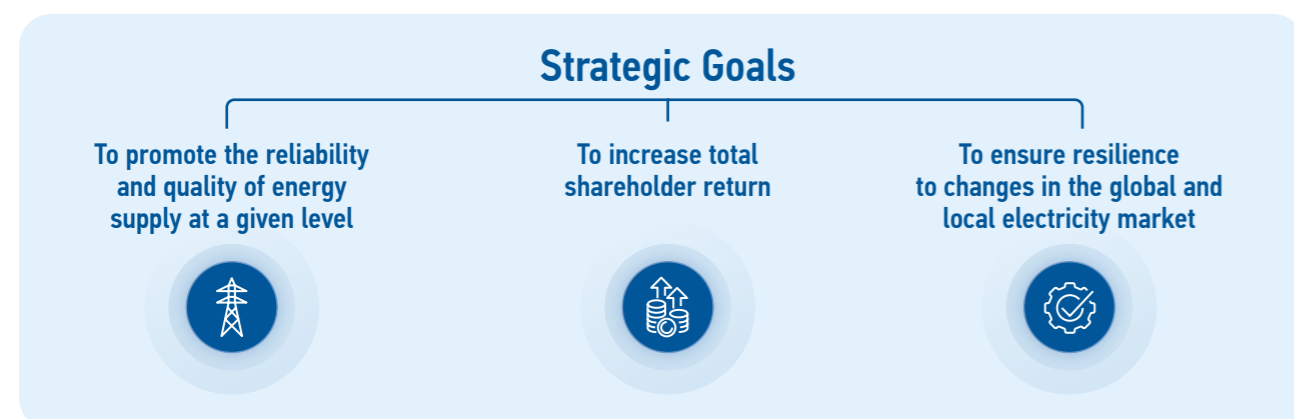 Strategic Goals
To promote the reliability
and quality of energy
supply at a given level
To increase total
shareholder return
To ensure resilience
to changes in the global and
local electricity market